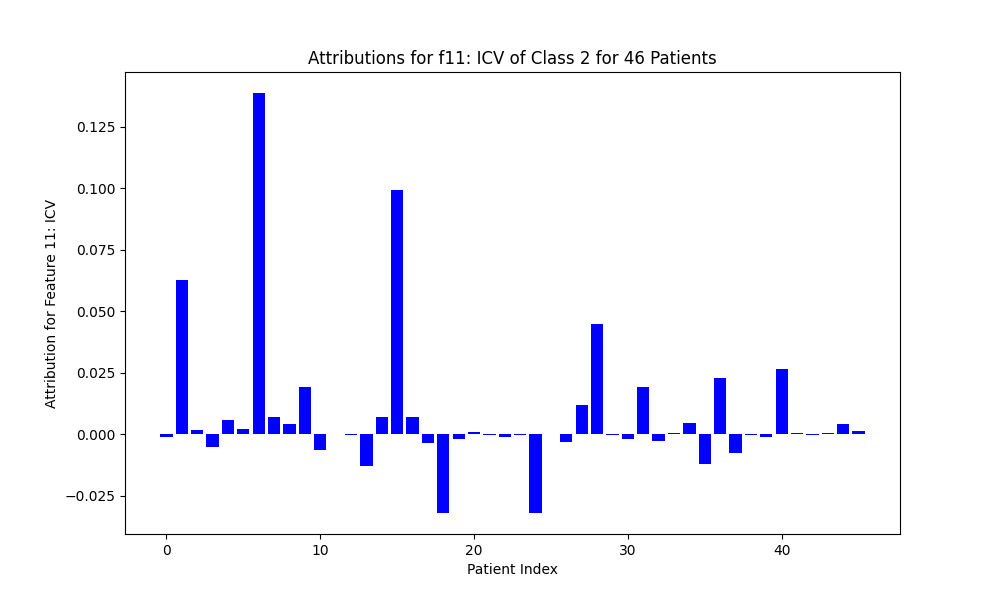 Attributions for f11: ICV of Class 2 for 46 Patients
Attribution for Feature 11: ICV
0.125
0.100
0.075
0.050
0.025
0.000
−0.025
0 10 20 30 40
Patient Index